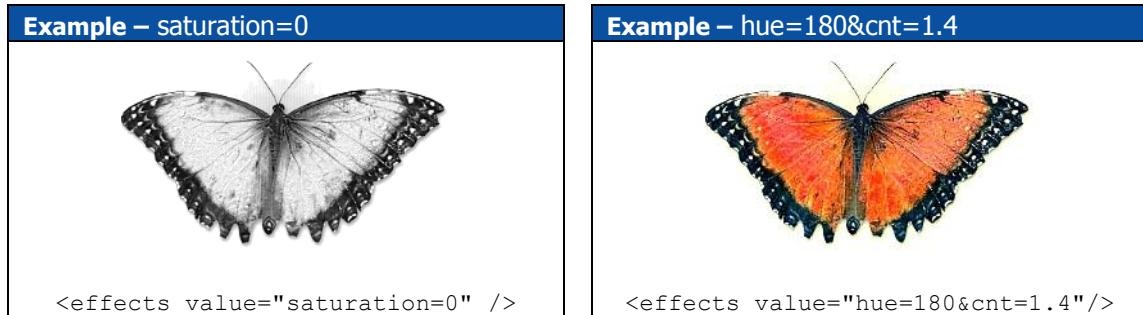 Example – saturation=0
<effects value="saturation=0" />
Example – hue=180&cnt=1.4
<effects value="hue=180&cnt=1.4"/>